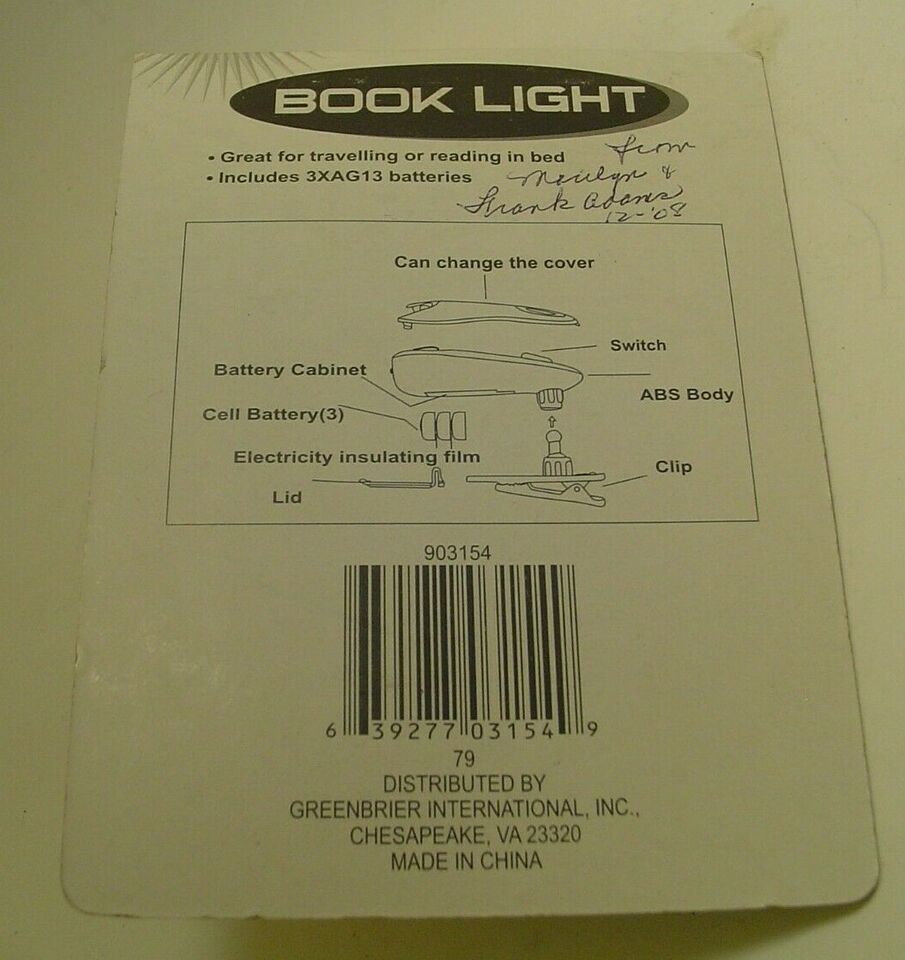 BOOK LIGHT
• Great for travelling or reading in bed
• Includes 3XAG13 batteries
from
Marilyn &
Frank Adams
12-'08
Can change the cover
Switch
Battery Cabinet
ABS Body
Cell Battery(3)
Electricity insulating film
Clip
Lid
903154
6 39277 03154 9
79
DISTRIBUTED BY
GREENBRIER INTERNATIONAL, INC.,
CHESAPEAKE, VA 23320
MADE IN CHINA